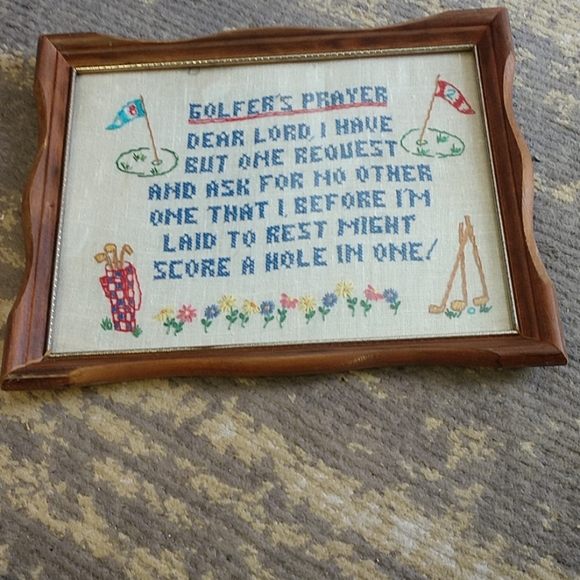 GOLFER'S PRAYER
DEAR LORD, I HAVE
BUT ONE REQUEST
AND ASK FOR NO OTHER
ONE THAT I, BEFORE I'M
LAID TO REST MIGHT
SCORE A HOLE IN ONE!
2